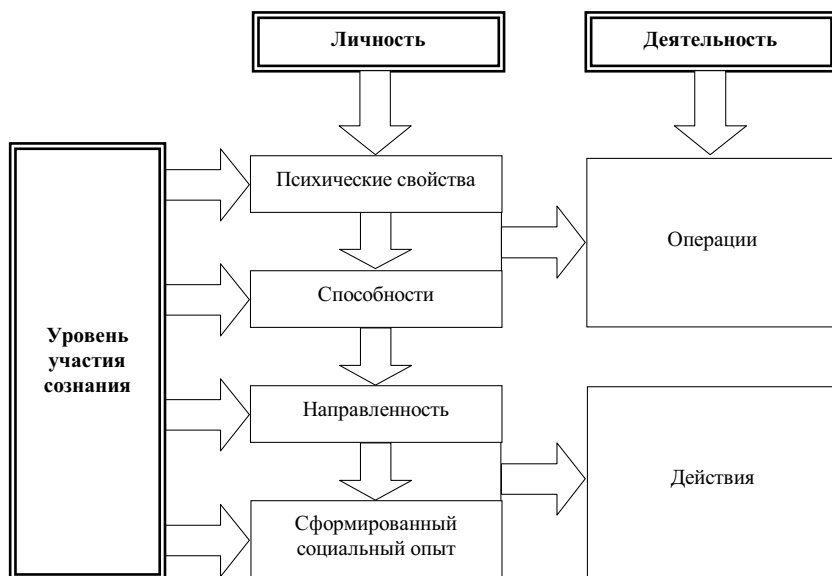 Личность
Деятельность
Психические свойства
Операции
Способности
Уровень
участия
сознания
Направленность
Действия
Сформированный
социальный опыт